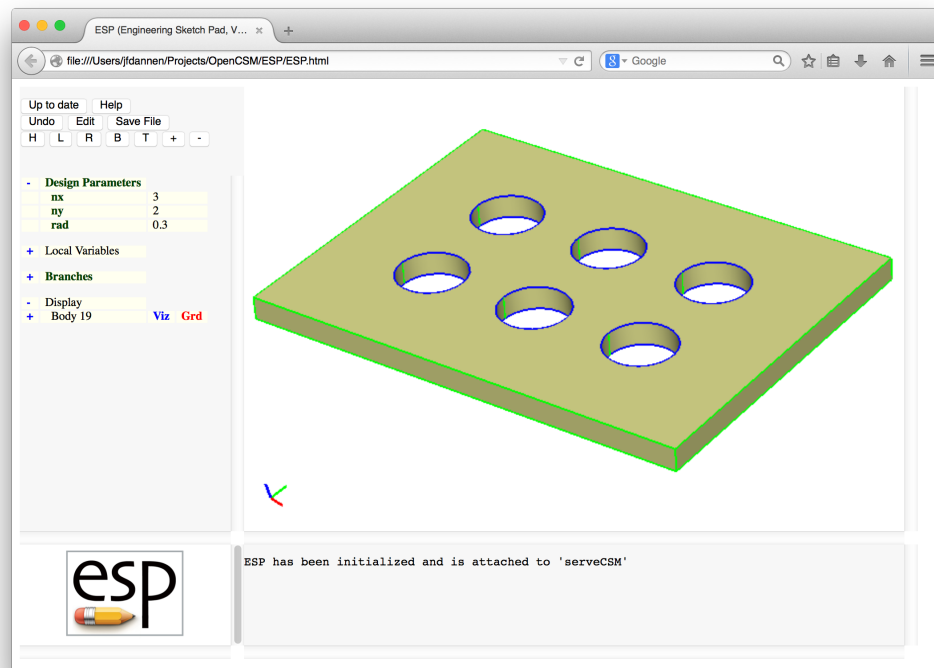 ESP (Engineering Sketch Pad, V...
file:///Users/jfdannen/Projects/OpenCSM/ESP/ESP.html
8 Google
Up to date Help
Undo Edit Save File
H L R B T + -
- Design Parameters
nx 3
ny 2
rad 0.3
+ Local Variables
+ Branches
- Display
+ Body 19 Viz Grd
esp
ESP has been initialized and is attached to 'serveCSM'